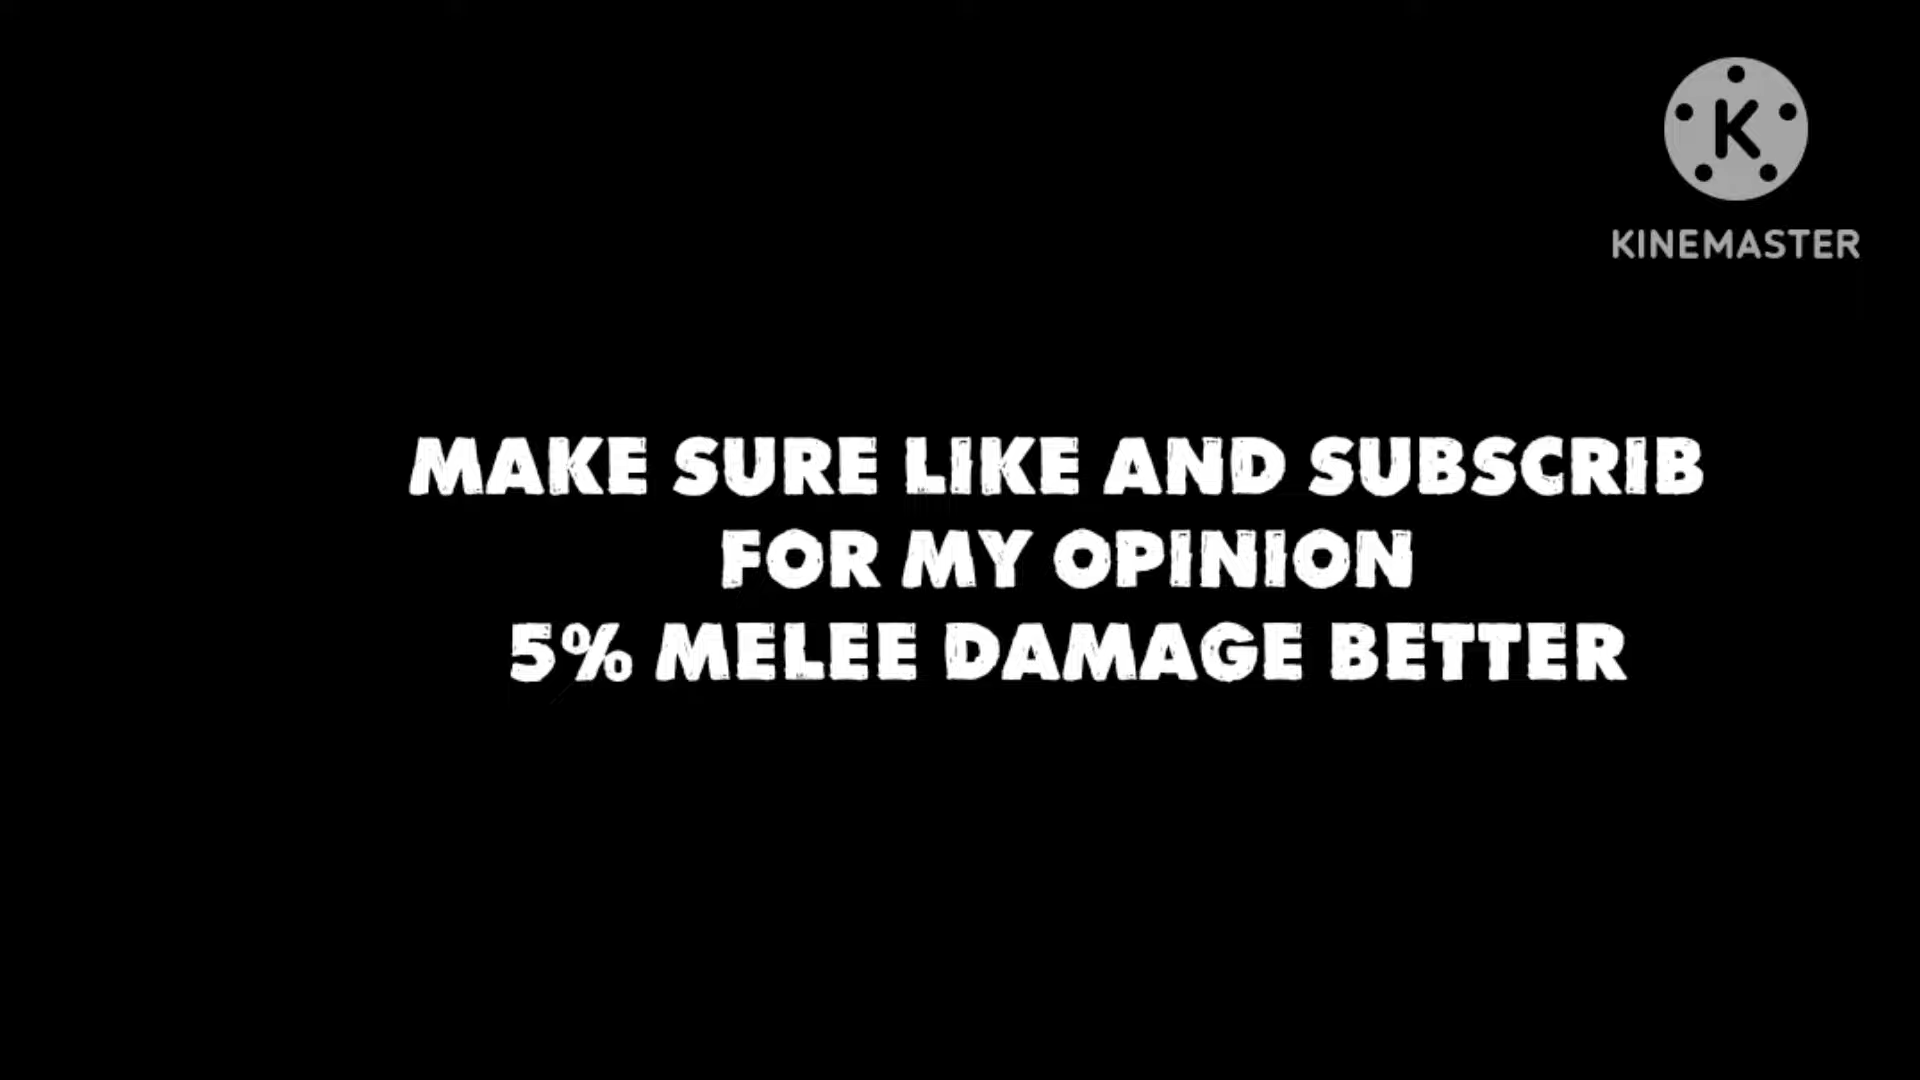 K
KINEMASTER
MAKE SURE LIKE AND SUBSCRIB
FOR MY OPINION
5% MELEE DAMAGE BETTER